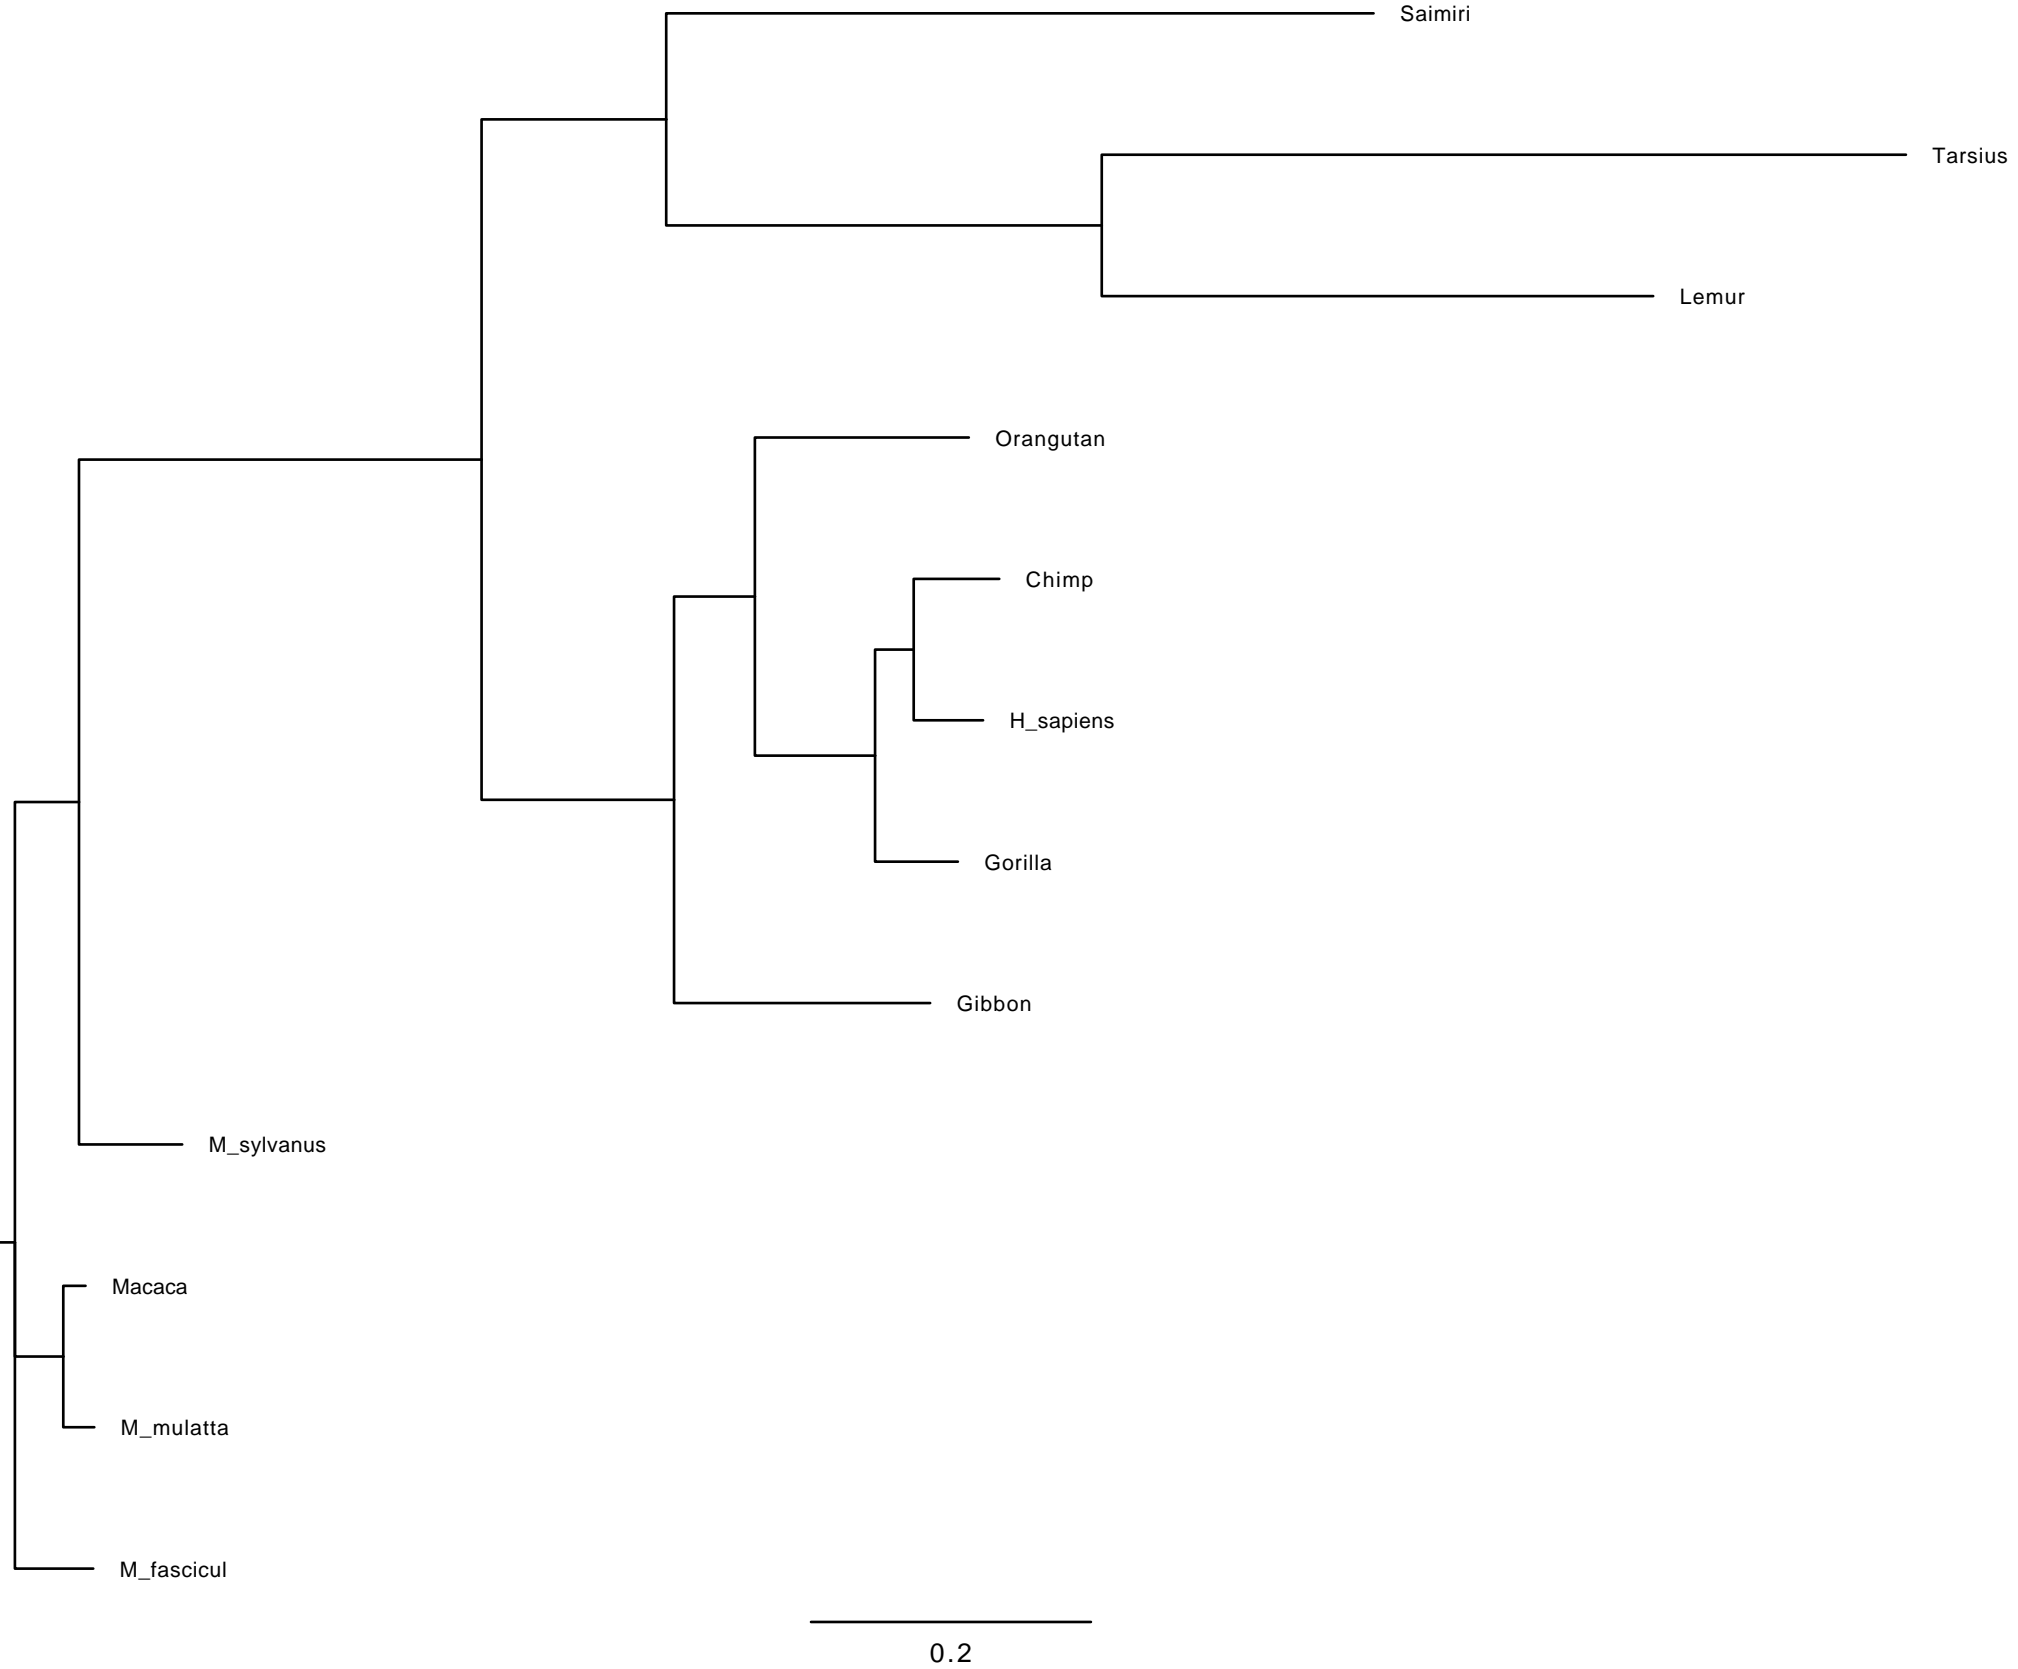 Saimiri
Tarsius
Lemur
Orangutan
Chimp
H_sapiens
Gorilla
Gibbon
M_sylvanus
Macaca
M_mulatta
M_fascicul
0.2